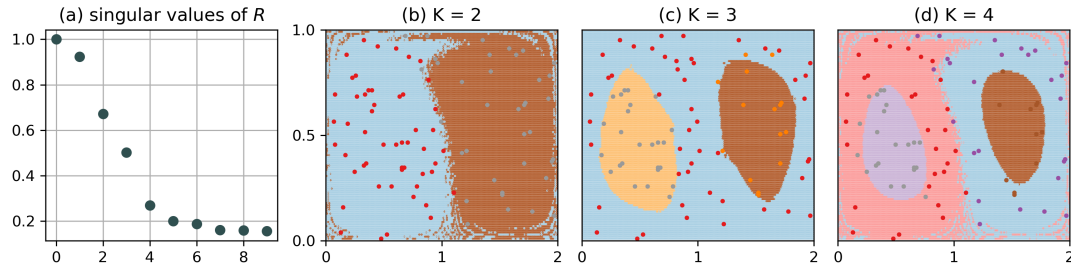 (a) singular values of R
(b) K = 2
(c) K = 3
(d) K = 4
1.0
0.8
0.6
0.4
0.2
0 2 4 6 8
1.0
0.5
0.0
0 1 2
0 1 2
0 1 2